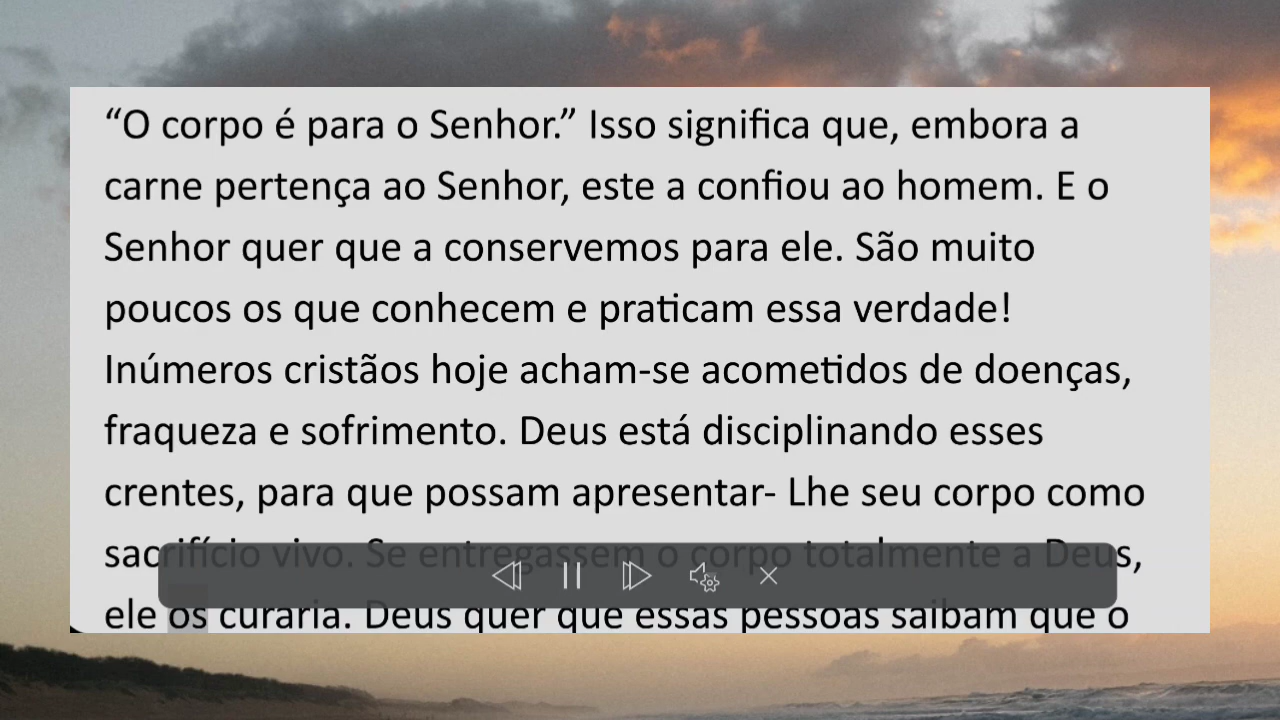 “O corpo é para o Senhor.” Isso significa que, embora a
carne pertença ao Senhor, este a confiou ao homem. E o
Senhor quer que a conservemos para ele. São muito
poucos os que conhecem e praticam essa verdade!
Inúmeros cristãos hoje acham-se acometidos de doenças,
fraqueza e sofrimento. Deus está disciplinando esses
crentes, para que possam apresentar- Lhe seu corpo como
sacrifício vivo. Se entregassem o corpo totalmente a Deus,
ele os curaria. Deus quer que essas pessoas saibam que o